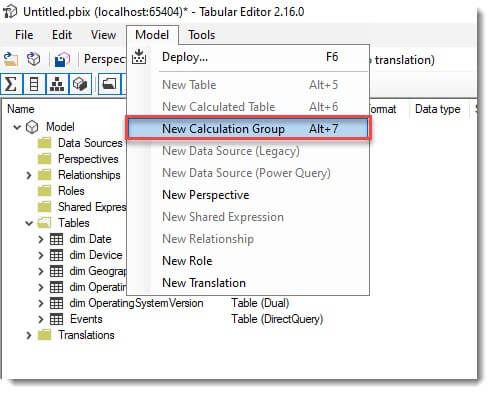 Untitled.pbix (localhost:65404)* - Tabular Editor 2.16.0
File Edit View Model Tools
Perspec translation)
Deploy... F6
New Table Alt+5
New Calculated Table Alt+6
New Calculation Group Alt+7
New Data Source (Legacy)
New Data Source (Power Query)
New Perspective
New Shared Expression
New Relationship
New Role
New Translation
Name ormat Data type S
Model
Data Sources
Perspectives
Relationships
Roles
Shared Express
Tables
dim Date
dim Device
dim Geograp
dim Operatin
dim OperatingSystemVersion Table (Dual)
Events Table (DirectQuery)
Translations